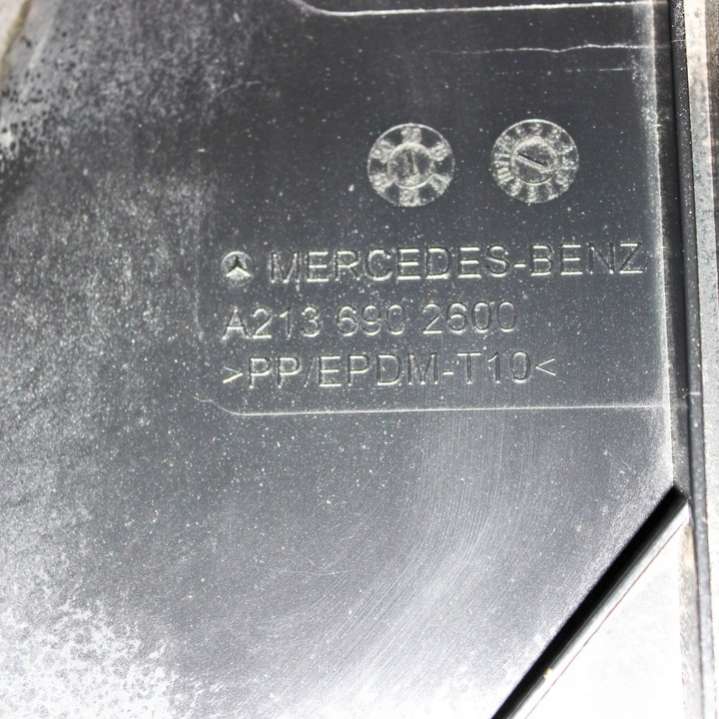 MERCEDES-BENZ
A213 690 2600
>PP/EPDM-T10<